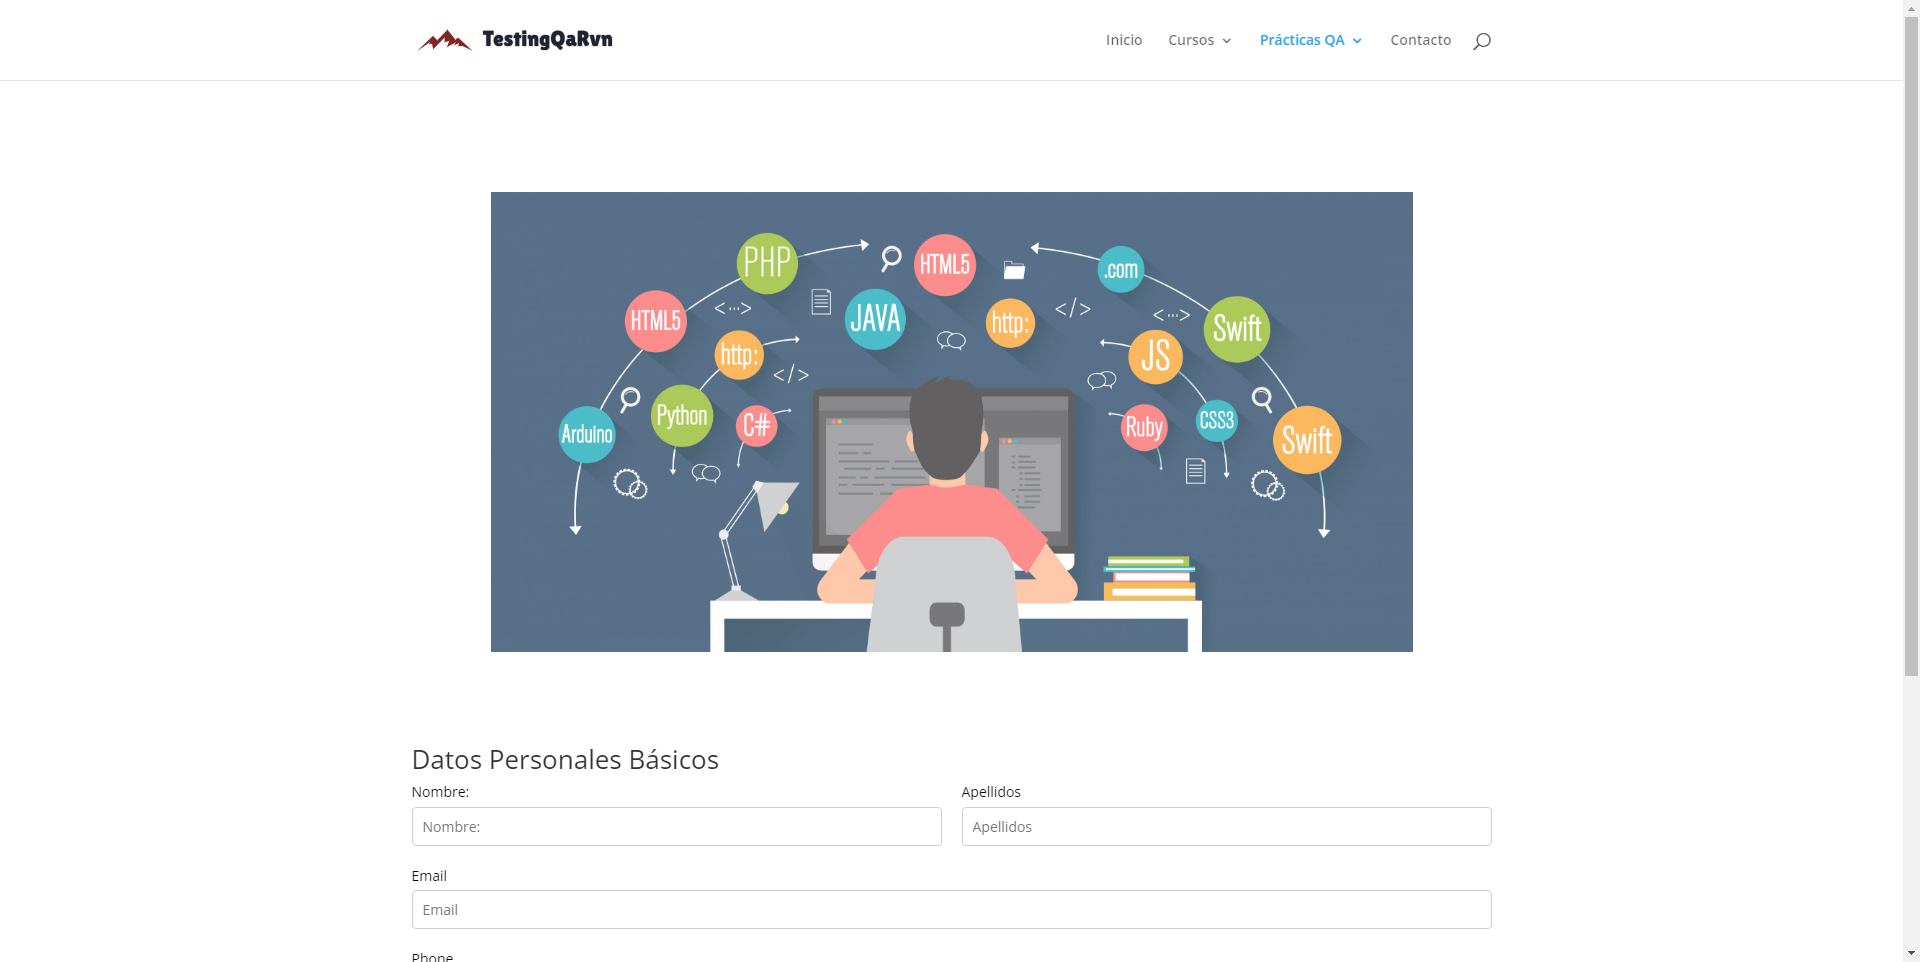 TestingQaRvn
Inicio
Cursos
Prácticas QA
Contacto
PHP
HTML5
.com
HTML5
JAVA
http:
Swift
http:
JS
Arduino
Python
C#
Ruby
CSS3
Swift
Datos Personales Básicos
Nombre:
Apellidos
Nombre:
Apellidos
Email
Email
Phone